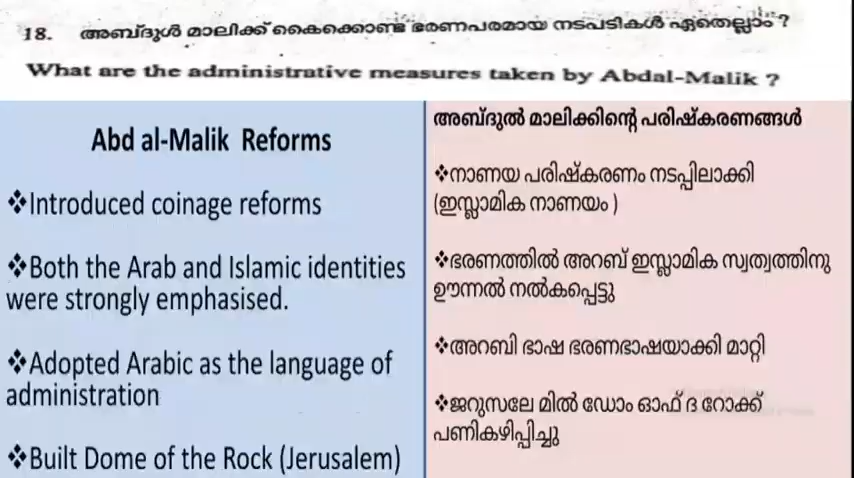 18. അബ്ദുൾ മാലിക്ക് കൈക്കൊണ്ട ഭരണപരമായ നടപടികൾ ഏതെല്ലാം ?
What are the administrative measures taken by Abdal-Malik ?
Abd al-Malik Reforms
❖Introduced coinage reforms
❖Both the Arab and Islamic identities
were strongly emphasised.
❖Adopted Arabic as the language of
administration
❖Built Dome of the Rock (Jerusalem)
അബ്ദുൽ മാലിക്കിന്റെ പരിഷ്കരണങ്ങൾ
❖നാണയ പരിഷ്കരണം നടപ്പിലാക്കി
(ഇസ്ലാമിക നാണയം )
❖ഭരണത്തിൽ അറബ് ഇസ്ലാമിക സ്വത്വത്തിനു
ഊന്നൽ നൽകപ്പെട്ടു
❖അറബി ഭാഷ ഭരണഭാഷയാക്കി മാറ്റി
❖ജറുസലേ മിൽ ഡോം ഓഫ് ദ റോക്ക്
പണികഴിപ്പിച്ചു